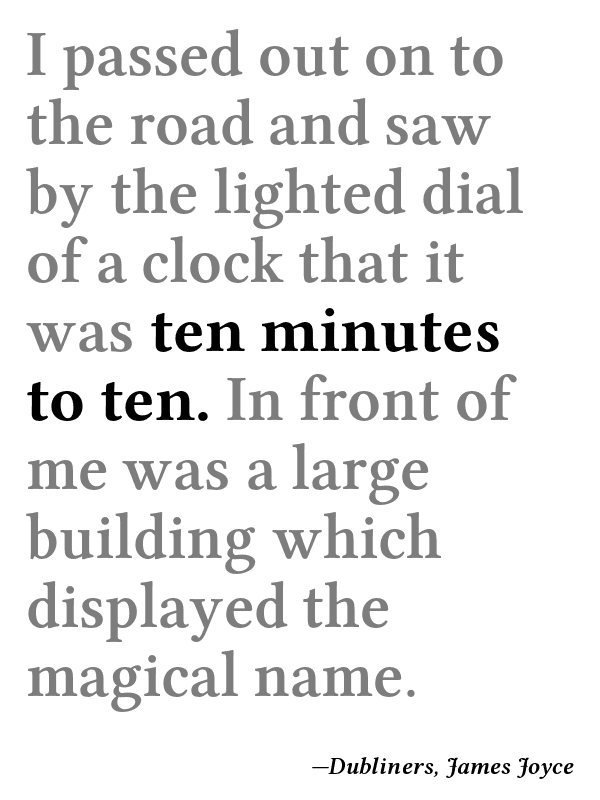 I passed out on to
the road and saw
by the lighted dial
of a clock that it
was ten minutes
to ten. In front of
me was a large
building which
displayed the
magical name.
—Dubliners, James Joyce